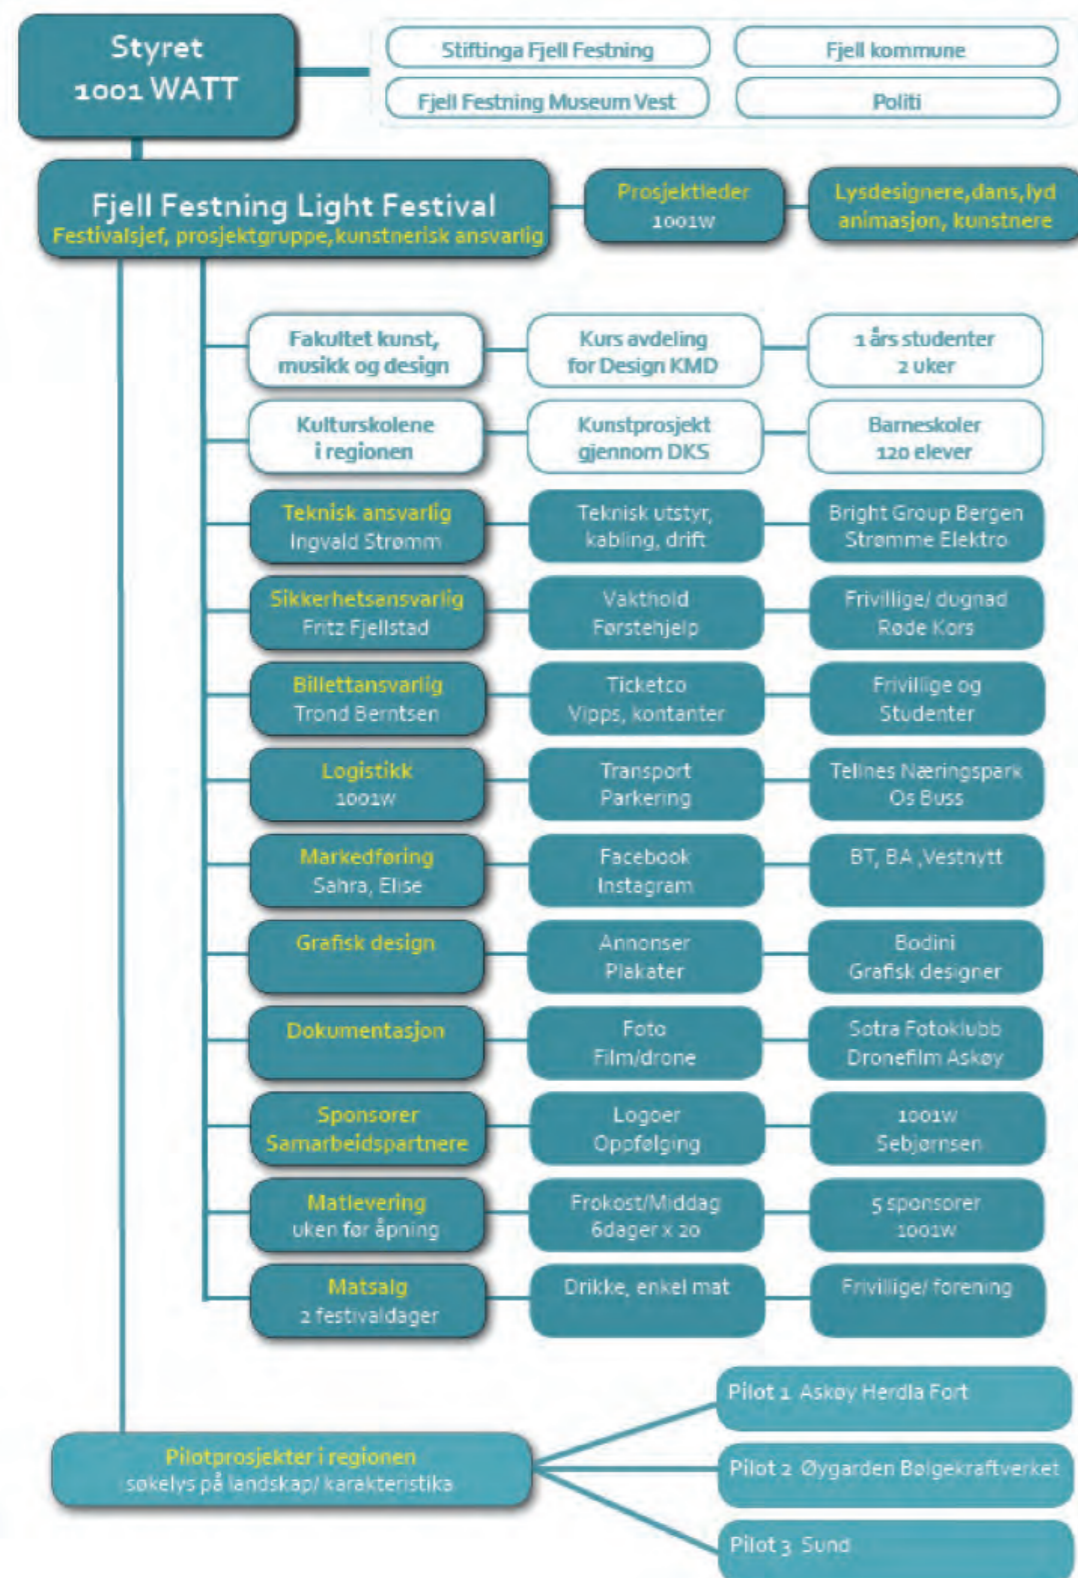 Styret
1001 WATT
Stiftinga Fjell Festning
Fjell kommune
Fjell Festning Museum Vest
Politi
Fjell Festning Light Festival
Festivalsjef, prosjektgruppe,kunstnerisk ansvarlig
Prosjektleder
1001W
Lysdesignere,dans,lyd
animasjon, kunstnere
Fakultet kunst,
musikk og design
Kurs avdeling
for Design KMD
1 års studenter
2 uker
Kulturskolene
i regionen
Kunstprosjekt
gjennom DKS
Barneskoler
120 elever
Teknisk ansvarlig
Ingvald Strømm
Teknisk utstyr,
kabling, drift
Bright Group Bergen
Strømme Elektro
Sikkerhetsansvarlig
Fritz Fjellstad
Vakthold
Førstehjelp
Frivillige/ dugnad
Røde Kors
Billettansvarlig
Trond Berntsen
Ticketco
Vipps, kontanter
Frivillige og
Studenter
Logistikk
1001W
Transport
Parkering
Tellnes Næringspark
Os Buss
Markedføring
Sahra, Elise
Facebook
Instagram
BT, BA ,Vestnytt
Grafisk design
Annonser
Plakater
Bodini
Grafisk designer
Dokumentasjon
Foto
Film/drone
Sotra Fotoklubb
Dronefilm Askøy
Sponsorer
Samarbeidspartnere
Logoer
Oppfølging
1001W
Sebjørnsen
Matlevering
uken før åpning
Frokost/Middag
6dager x 20
5 sponsorer
1001W
Matsalg
2 festivaldager
Drikke, enkel mat
Frivillige/ forening
Pilotprosjekter i regionen
søkelys på landskap/ karakteristika
Pilot 1 Askøy Herdla Fort
Pilot 2 Øygarden Bølgekraftverket
Pilot 3 Sund